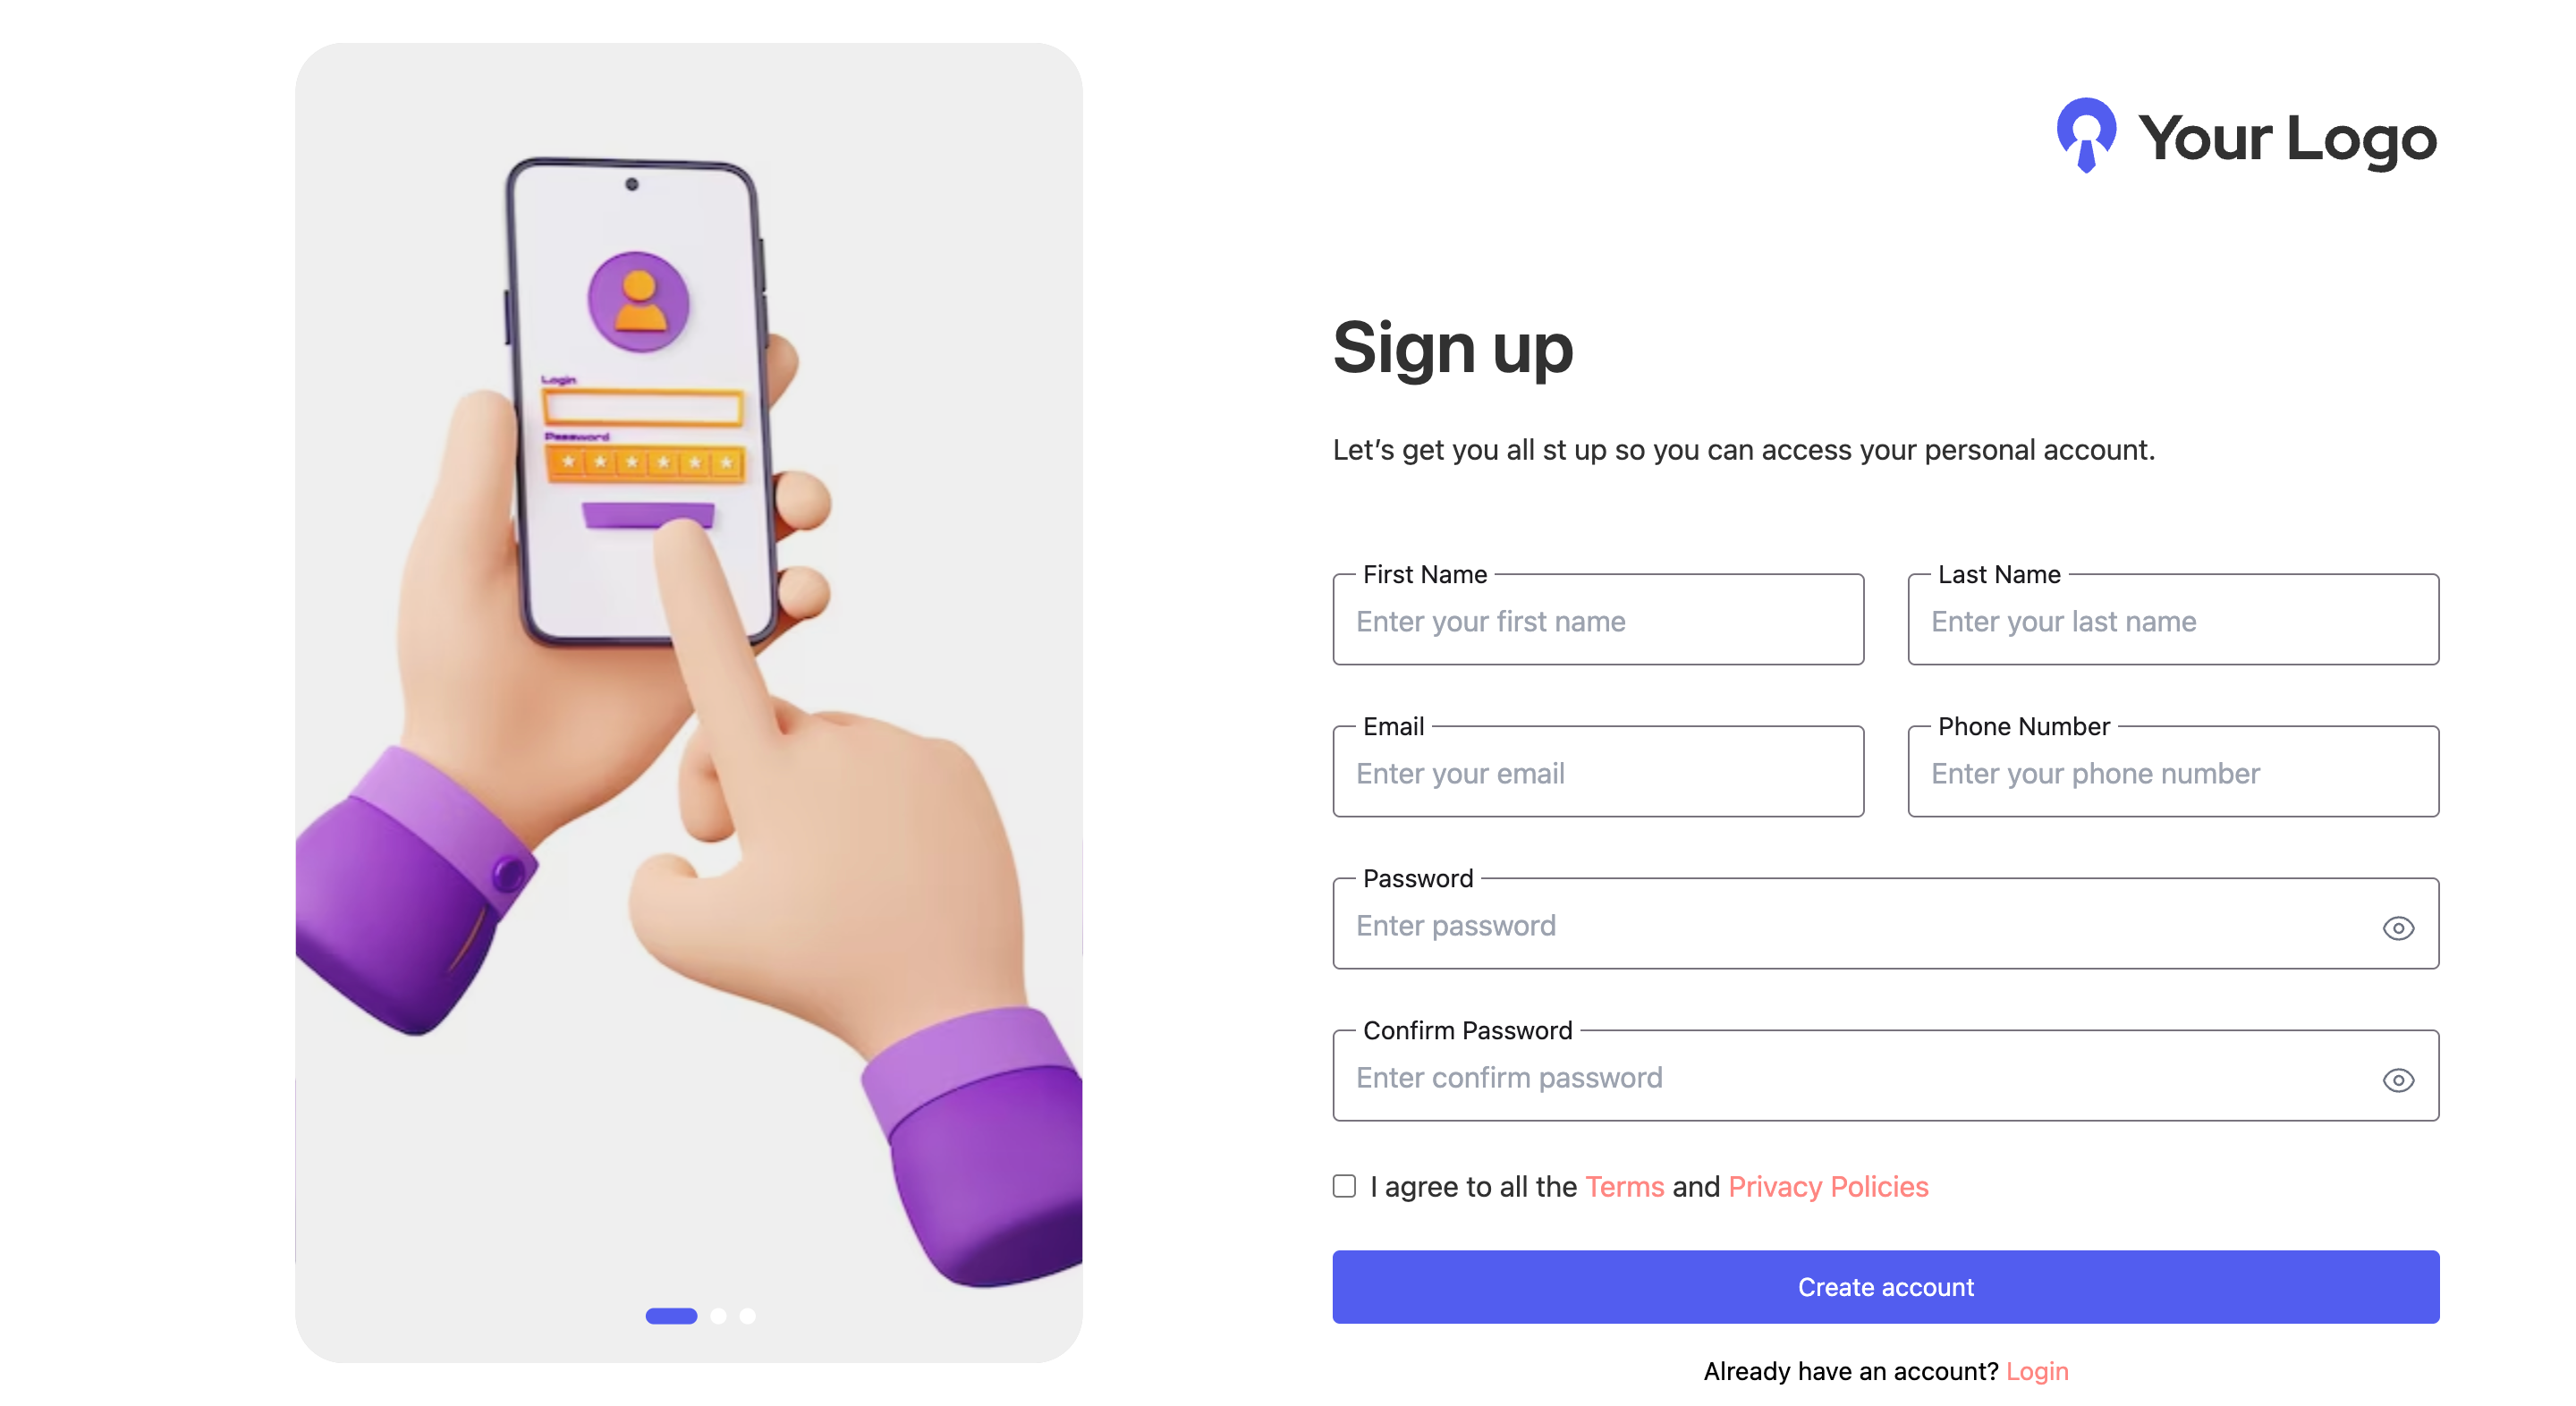 Your Logo
Login
Password
Sign up
Let’s get you all st up so you can access your personal account.
First Name
Enter your first name
Last Name
Enter your last name
Email
Enter your email
Phone Number
Enter your phone number
Password
Enter password
Confirm Password
Enter confirm password
I agree to all the Terms and Privacy Policies
Create account
Already have an account? Login